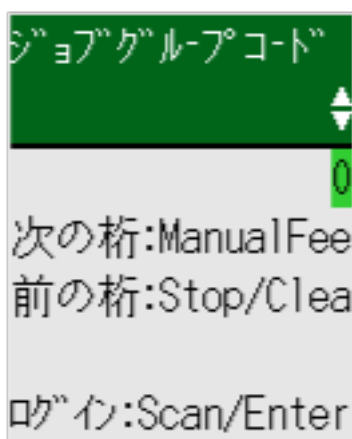 ｼﾞｮﾌﾞｸﾞﾙｰﾌﾟｺｰﾄﾞ
0
次の桁:ManualFee
前の桁:Stop/Clea
ﾛｸﾞｲﾝ:Scan/Enter